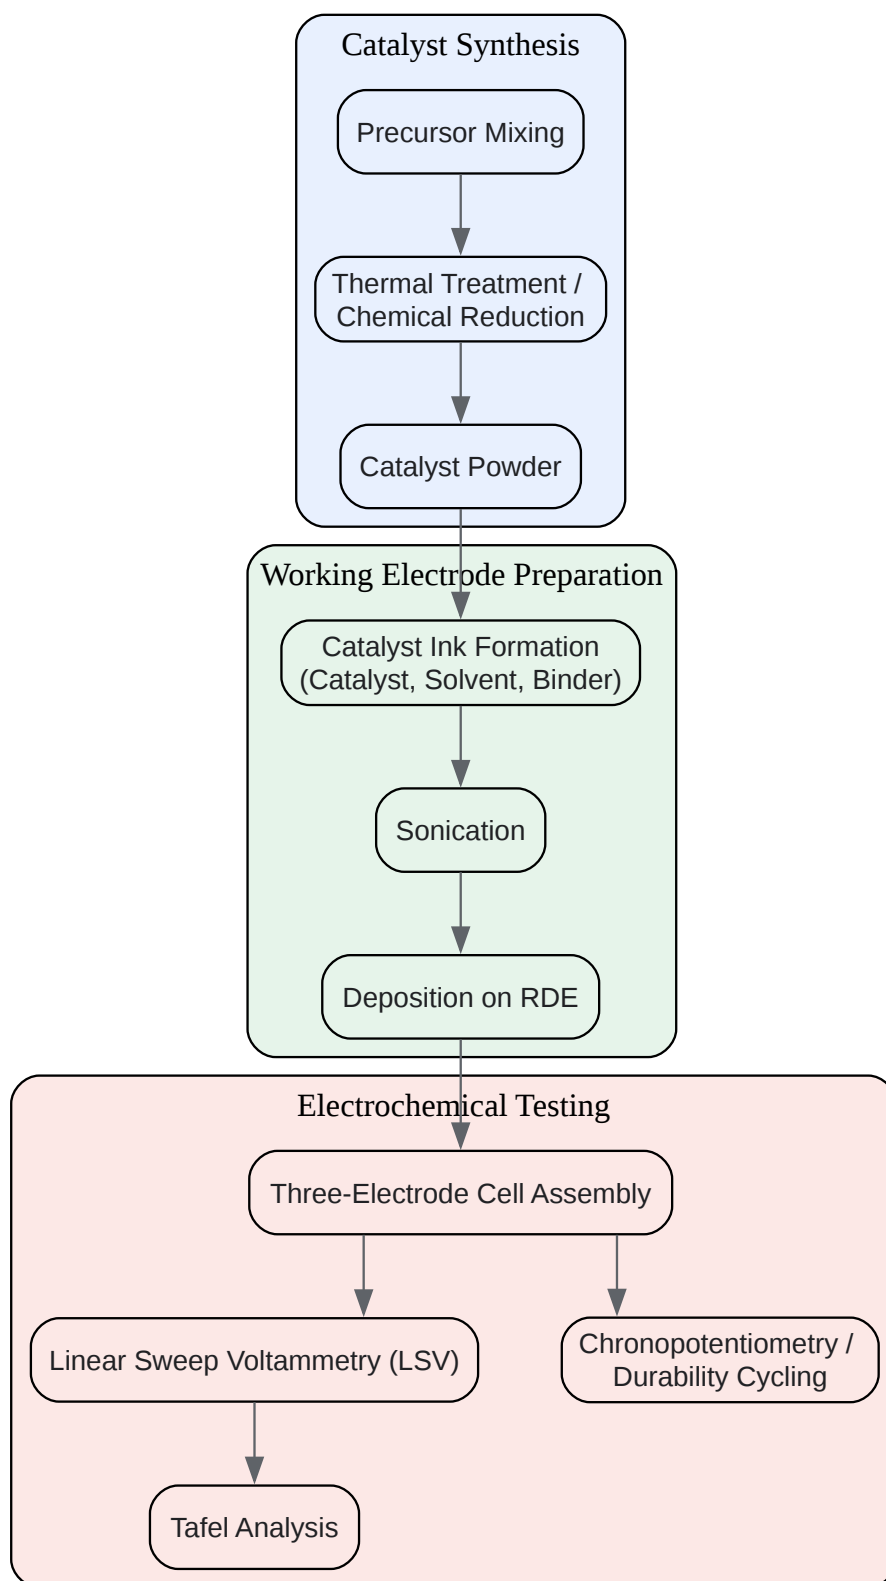 Catalyst Synthesis
Precursor Mixing
Thermal Treatment /
Chemical Reduction
Catalyst Powder
Working Electrode Preparation
Catalyst Ink Formation
(Catalyst, Solvent, Binder)
Sonication
Deposition on RDE
Electrochemical Testing
Three-Electrode Cell Assembly
Linear Sweep Voltammetry (LSV)
Chronopotentiometry /
Durability Cycling
Tafel Analysis